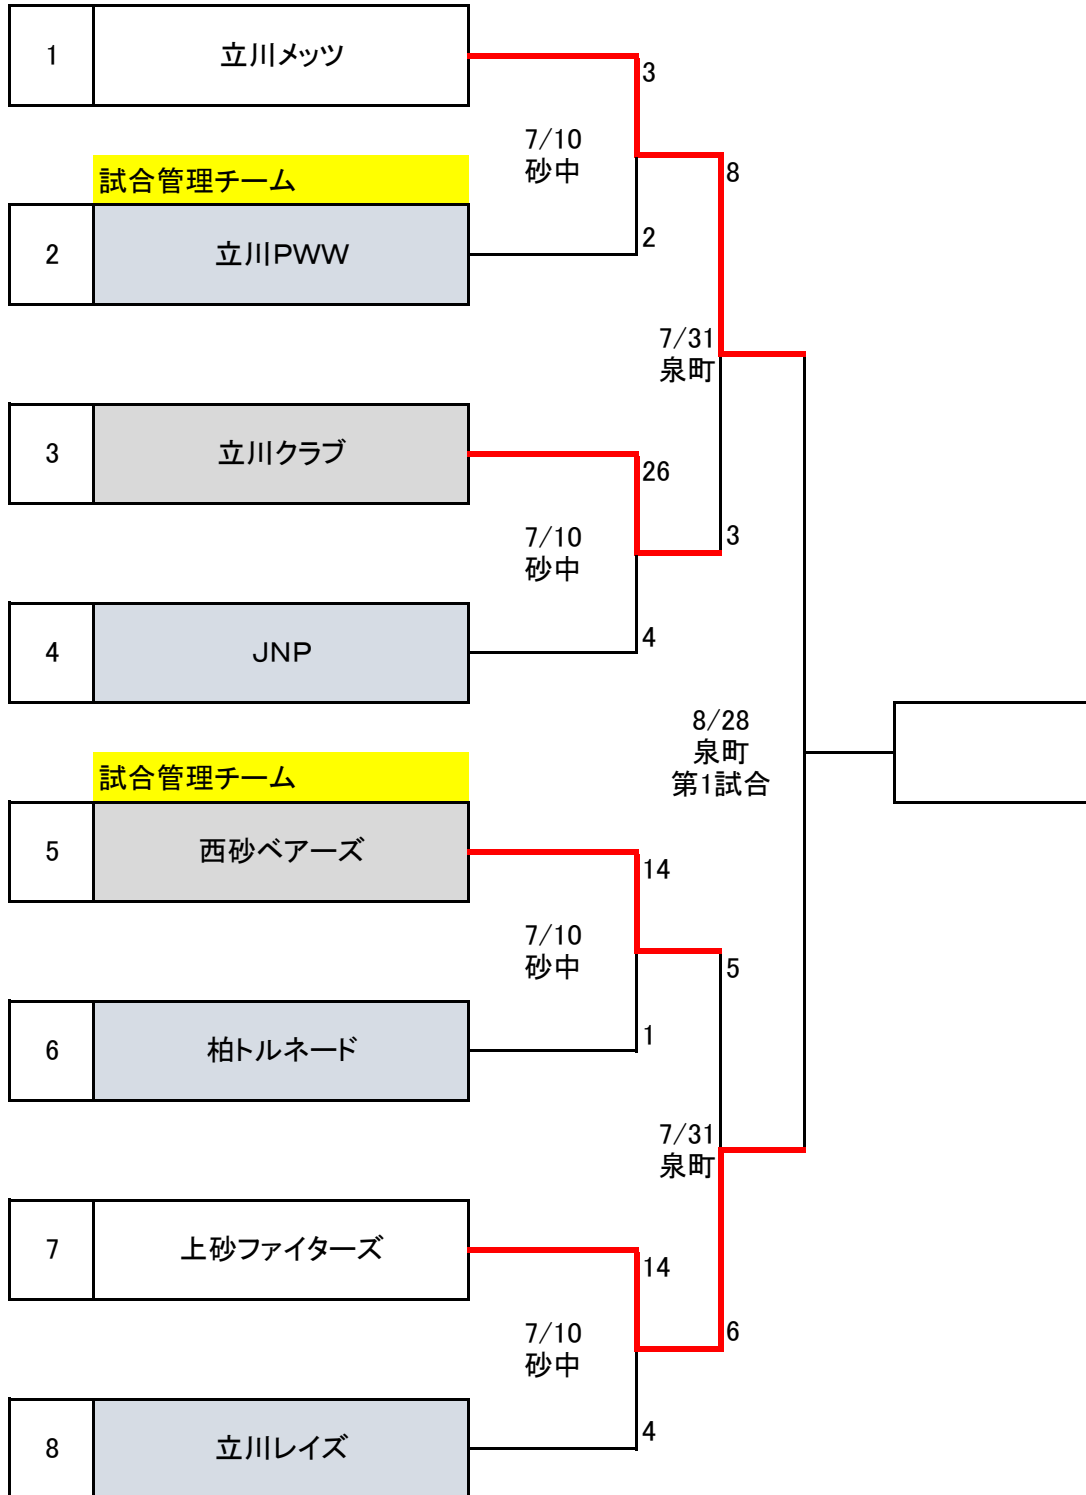 1
立川メッツ
3
7/10
砂中
8
試合管理チーム
2
立川PWW
2
7/31
泉町
3
立川クラブ
26
7/10
砂中
3
4
JNP
4
8/28
泉町
第1試合
試合管理チーム
5
西砂ベアーズ
14
7/10
砂中
5
6
柏トルネード
1
7/31
泉町
7
上砂ファイターズ
14
7/10
砂中
6
8
立川レイズ
4